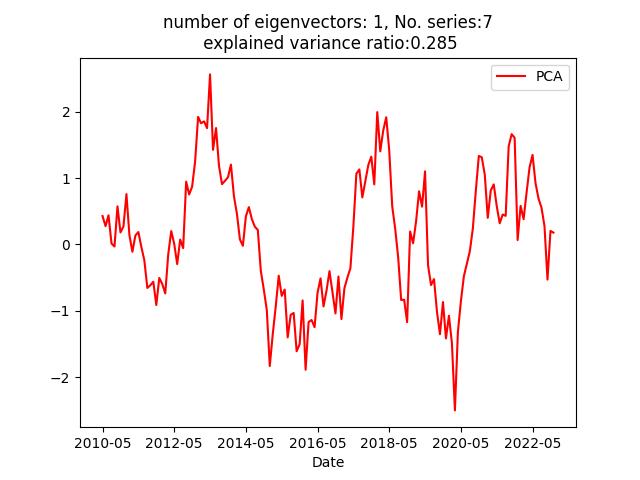 number of eigenvectors: 1, No. series:7
explained variance ratio:0.285
PCA
2
1
0
−1
−2
2010-05 2012-05 2014-05 2016-05 2018-05 2020-05 2022-05
Date